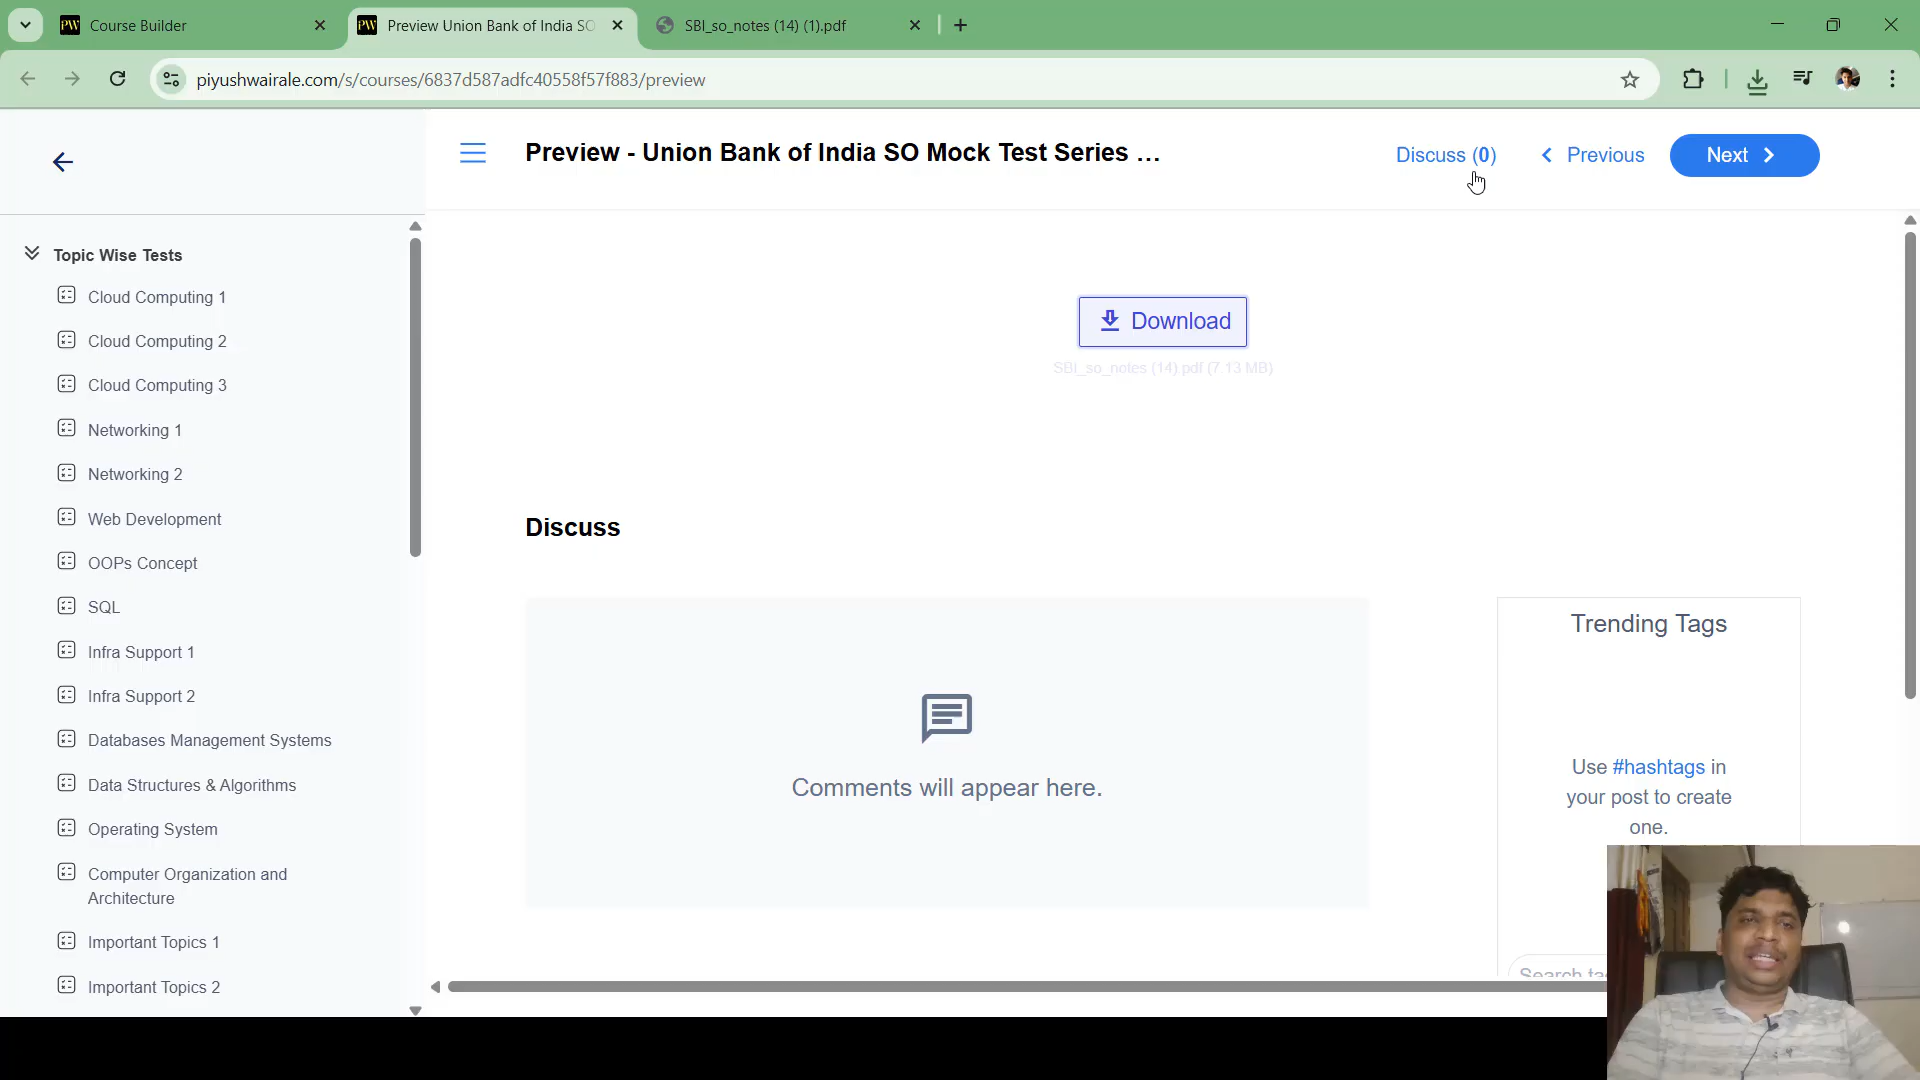 PW Course Builder
PW Preview Union Bank of India SO
SBI_so_notes (14) (1).pdf
piyushwairale.com/s/courses/6837d587adfc40558f57f883/preview
Preview - Union Bank of India SO Mock Test Series ...
Discuss (0)
Previous
Next
Topic Wise Tests
Cloud Computing 1
Cloud Computing 2
Cloud Computing 3
Networking 1
Networking 2
Web Development
OOPs Concept
SQL
Infra Support 1
Infra Support 2
Databases Management Systems
Data Structures & Algorithms
Operating System
Computer Organization and
Architecture
Important Topics 1
Important Topics 2
Download
SBI_so_notes (14).pdf (7.13 MB)
Discuss
Comments will appear here.
Trending Tags
Use #hashtags in
your post to create
one.
Search